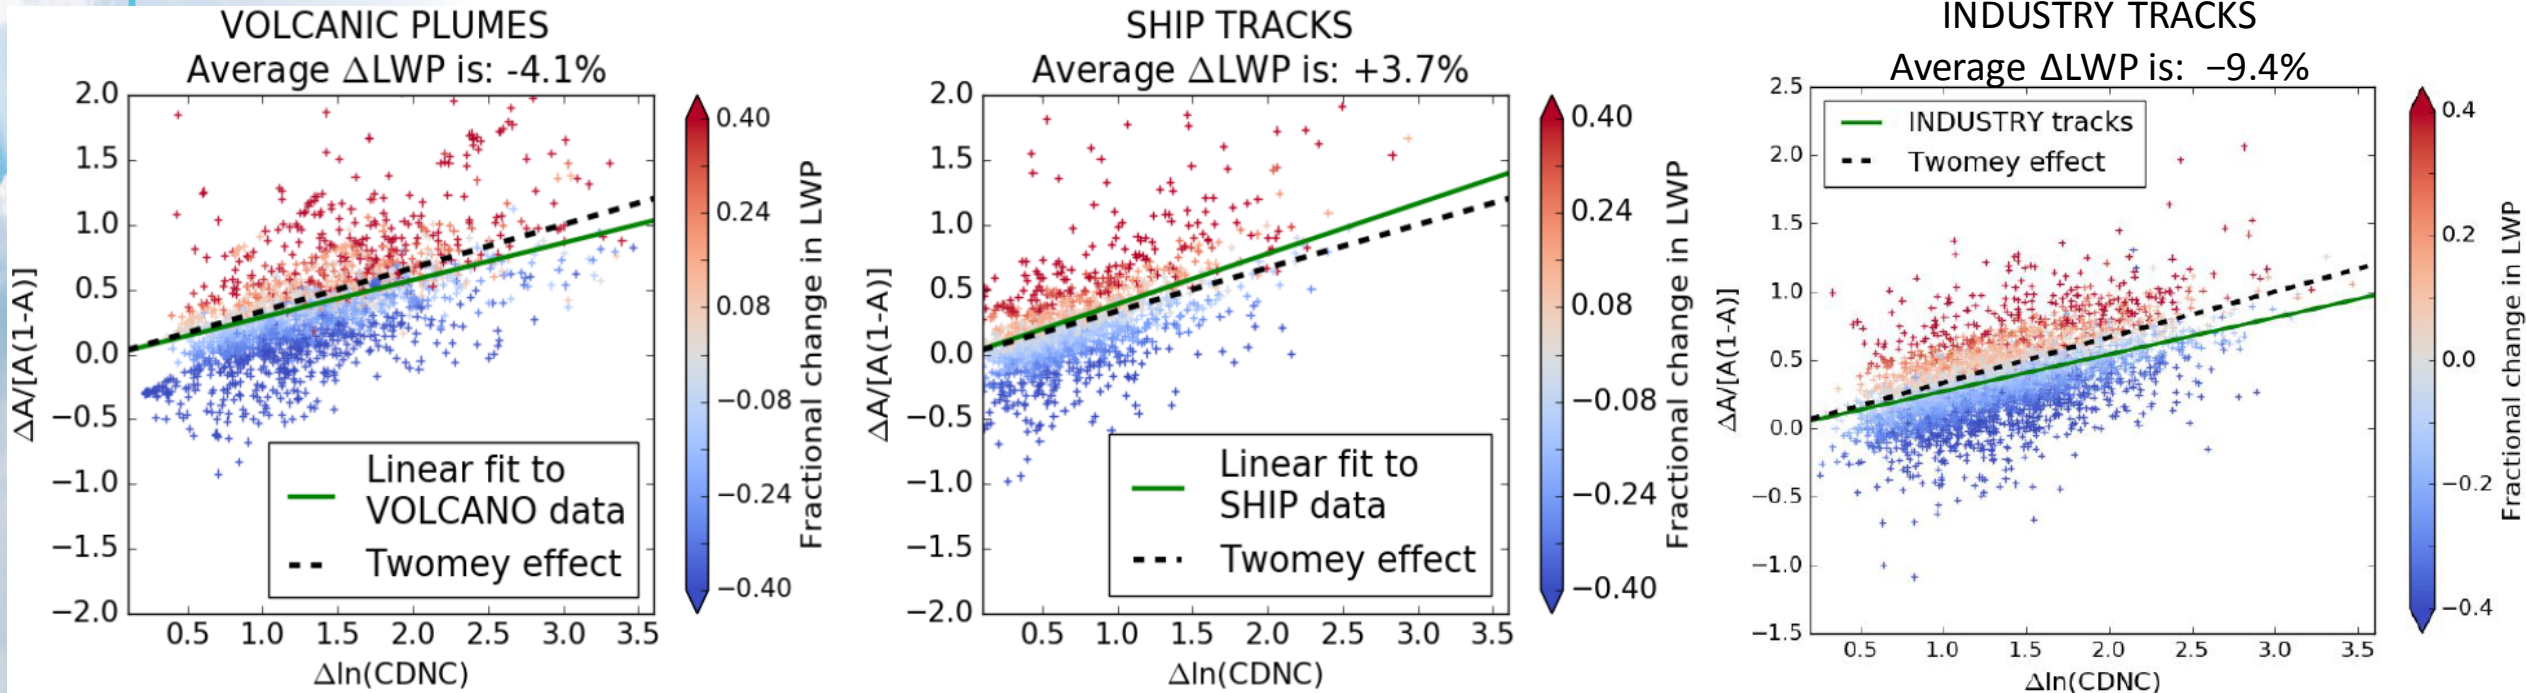 VOLCANIC PLUMES
Average ΔLWP is: -4.1%
2.0
1.5
1.0
0.5
0.0
−0.5
−1.0
−1.5
−2.0
ΔA/[A(1-A)]
0.5 1.0 1.5 2.0 2.5 3.0 3.5
Δln(CDNC)
Linear fit to
VOLCANO data
Twomey effect
0.40
0.24
0.08
−0.08
−0.24
−0.40
Fractional change in LWP
SHIP TRACKS
Average ΔLWP is: +3.7%
2.0
1.5
1.0
0.5
0.0
−0.5
−1.0
−1.5
−2.0
ΔA/[A(1-A)]
0.5 1.0 1.5 2.0 2.5 3.0 3.5
Δln(CDNC)
Linear fit to
SHIP data
Twomey effect
0.40
0.24
0.08
−0.08
−0.24
−0.40
Fractional change in LWP
INDUSTRY TRACKS
Average ΔLWP is: −9.4%
2.5
2.0
1.5
1.0
0.5
0.0
−0.5
−1.0
−1.5
ΔA/[A(1-A)]
0.5 1.0 1.5 2.0 2.5 3.0 3.5
Δln(CDNC)
INDUSTRY tracks
Twomey effect
0.4
0.2
0.0
−0.2
−0.4
Fractional change in LWP